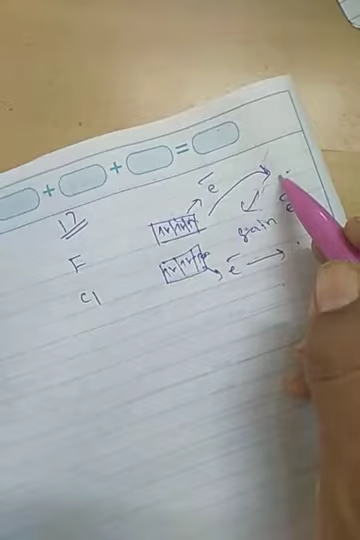 + + =
17
e
F
gain e
Cl
e